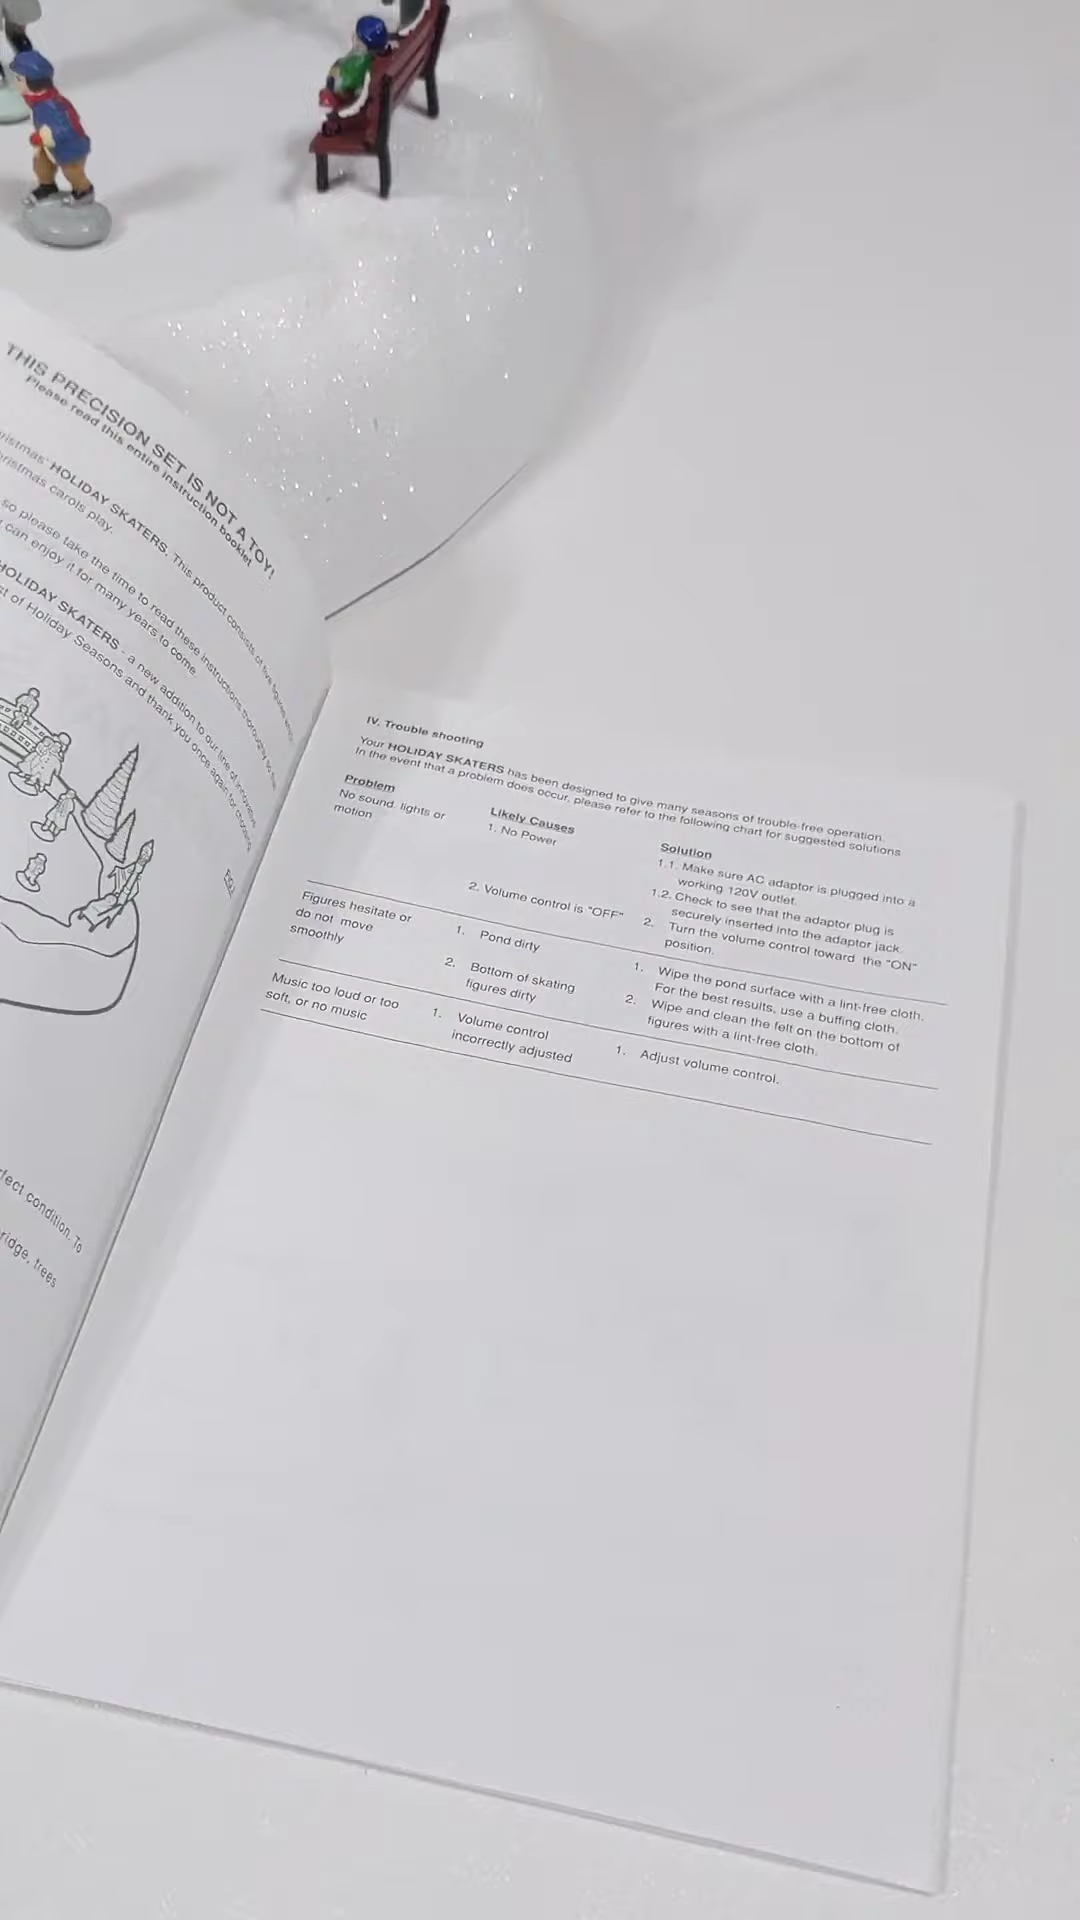 THIS PRECISION SET IS NOT A TOY!
Please read this entire instruction booklet
ristmas' HOLIDAY SKATERS. This product consists of five figures
ristmas carols play.
so please take the time to read these instructions thoroughly so
can enjoy it for many years to come.
HOLIDAY SKATERS - a new addition to our line of innovative
st of Holiday Seasons and thank you once again for choosing
rfect condition. To
ridge, trees
IV. Trouble shooting
Your HOLIDAY SKATERS has been designed to give many seasons of trouble-free operation.
In the event that a problem does occur, please refer to the following chart for suggested solutions
Problem
Likely Causes
Solution
No sound, lights or
motion
1. No Power
1.1. Make sure AC adaptor is plugged into a
working 120V outlet.
1.2. Check to see that the adaptor plug is
securely inserted into the adaptor jack.
2. Volume control is "OFF"
2. Turn the volume control toward the "ON"
position.
Figures hesitate or
do not move
smoothly
1. Pond dirty
1. Wipe the pond surface with a lint-free cloth.
For the best results, use a buffing cloth.
2. Bottom of skating
figures dirty
2. Wipe and clean the felt on the bottom of
figures with a lint-free cloth.
Music too loud or too
soft, or no music
1. Volume control
incorrectly adjusted
1. Adjust volume control.